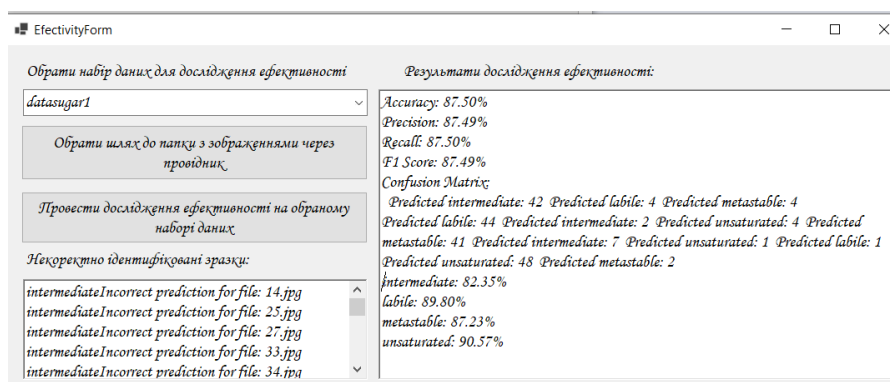 EfectivityForm
Обрати набір даних для дослідження ефективності
datasugar1
Обрати шлях до папки з зображеннями через
провідник
Провести дослідження ефективності на обраному
наборі даних
Некоректно ідентифіковані зразки:
intermediateIncorrect prediction for file: 14.jpg
intermediateIncorrect prediction for file: 25.jpg
intermediateIncorrect prediction for file: 27.jpg
intermediateIncorrect prediction for file: 33.jpg
intermediateIncorrect prediction for file: 34.jpg
Результати дослідження ефективності:
Accuracy: 87.50%
Precision: 87.49%
Recall: 87.50%
F1 Score: 87.49%
Confusion Matrix:
Predicted intermediate: 42 Predicted labile: 4 Predicted metastable: 4
Predicted labile: 44 Predicted intermediate: 2 Predicted unsaturated: 4 Predicted
metastable: 41 Predicted intermediate: 7 Predicted unsaturated: 1 Predicted labile: 1
Predicted unsaturated: 48 Predicted metastable: 2
intermediate: 82.35%
labile: 89.80%
metastable: 87.23%
unsaturated: 90.57%